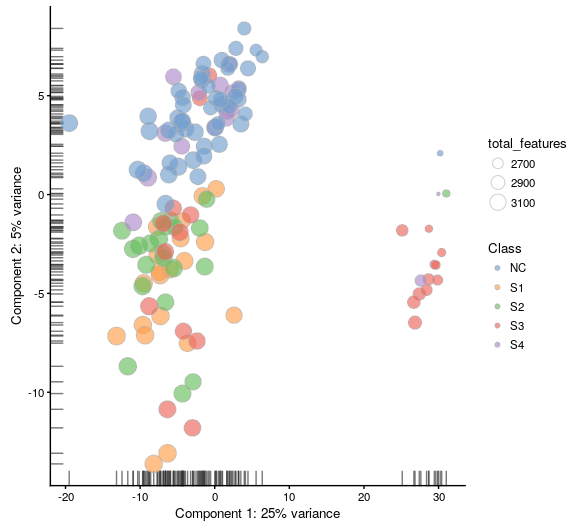 Component 2: 5% variance
5
0
-5
-10
-20
-10
0
10
20
30
Component 1: 25% variance
total_features
2700
2900
3100
Class
NC
S1
S2
S3
S4